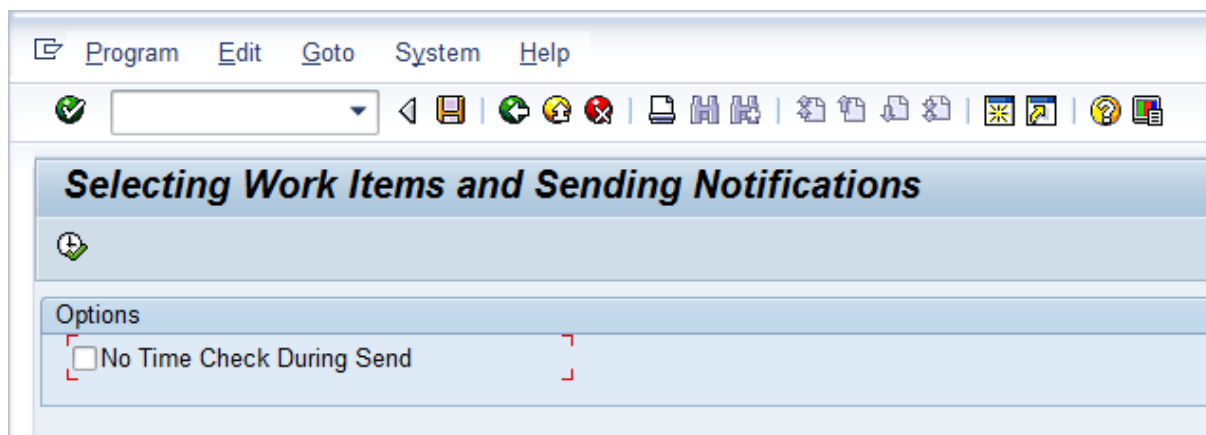 Program Edit Goto System Help
Selecting Work Items and Sending Notifications
Options
No Time Check During Send